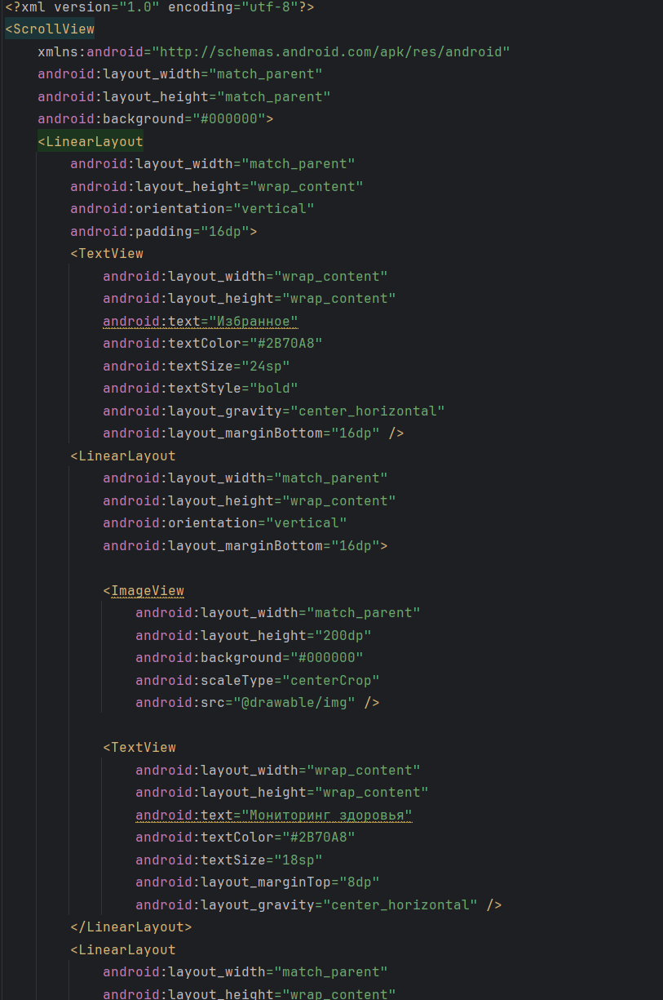 <?xml version="1.0" encoding="utf-8"?>
<ScrollView
    xmlns:android="http://schemas.android.com/apk/res/android"
    android:layout_width="match_parent"
    android:layout_height="match_parent"
    android:background="#000000">
    <LinearLayout
        android:layout_width="match_parent"
        android:layout_height="wrap_content"
        android:orientation="vertical"
        android:padding="16dp">
        <TextView
            android:layout_width="wrap_content"
            android:layout_height="wrap_content"
            android:text="Избранное"
            android:textColor="#2B70A8"
            android:textSize="24sp"
            android:textStyle="bold"
            android:layout_gravity="center_horizontal"
            android:layout_marginBottom="16dp" />
        <LinearLayout
            android:layout_width="match_parent"
            android:layout_height="wrap_content"
            android:orientation="vertical"
            android:layout_marginBottom="16dp">

            <ImageView
                android:layout_width="match_parent"
                android:layout_height="200dp"
                android:background="#000000"
                android:scaleType="centerCrop"
                android:src="@drawable/img" />

            <TextView
                android:layout_width="wrap_content"
                android:layout_height="wrap_content"
                android:text="Мониторинг здоровья"
                android:textColor="#2B70A8"
                android:textSize="18sp"
                android:layout_marginTop="8dp"
                android:layout_gravity="center_horizontal" />
        </LinearLayout>
        <LinearLayout
            android:layout_width="match_parent"
            android:layout_height="wrap_content"